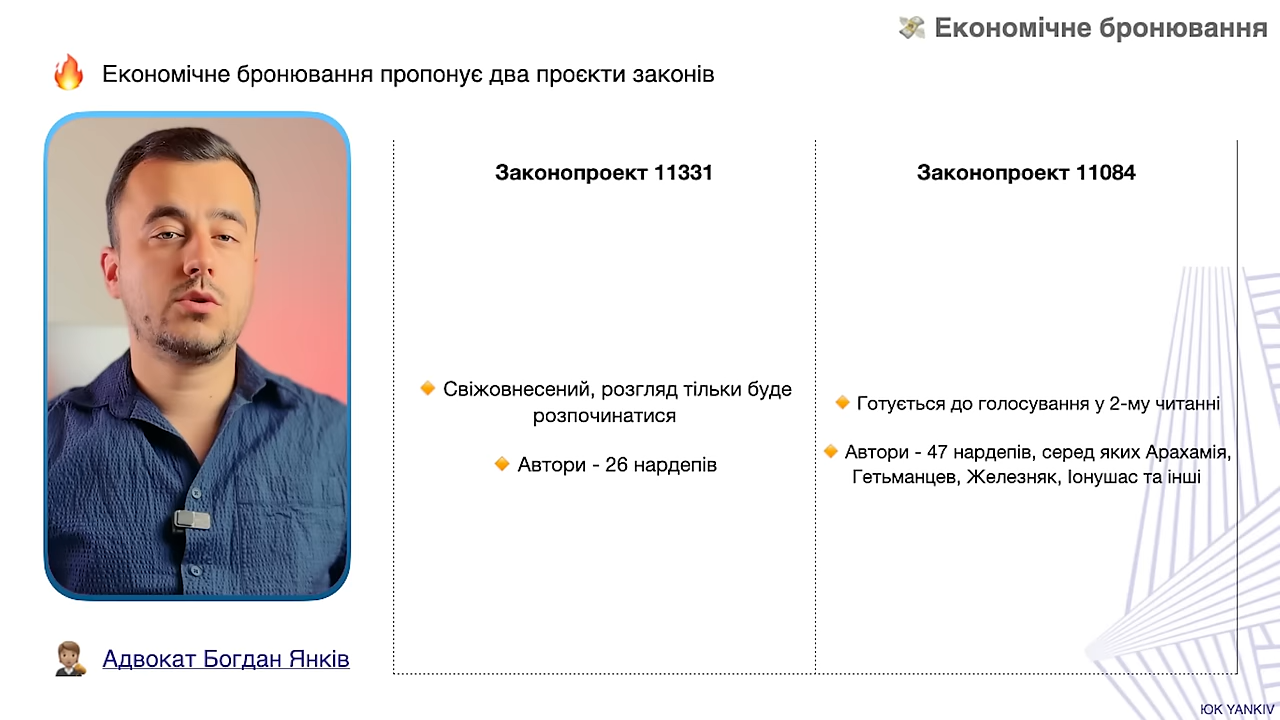 Економічне бронювання
Економічне бронювання пропонує два проєкти законів
Законопроект 11331
Свіжовнесений, розгляд тільки буде
розпочинатися
Автори - 26 нардепів
Законопроект 11084
Готується до голосування у 2-му читанні
Автори - 47 нардепів, серед яких Арахамія,
Гетьманцев, Железняк, Іонушас та інші
Адвокат Богдан Янків
ЮК YANKIV